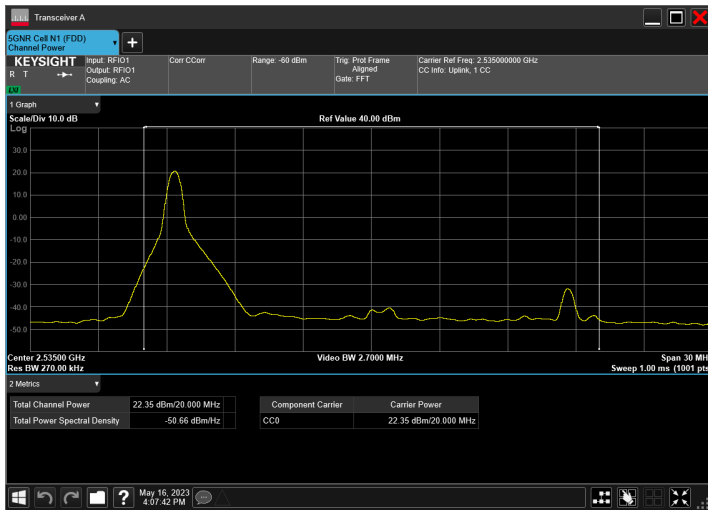 Transceiver A
5GNR Cell N1 (FDD)
Channel Power
KEYSIGHT
R T
LXI
Input: RFIO1
Output: RFIO1
Coupling: AC
Corr CCorr
Range: -60 dBm
Trig: Prot Frame
Aligned
Gate: FFT
Carrier Ref Freq: 2.535000000 GHz
CC Info: Uplink, 1 CC
1 Graph
Scale/Div 10.0 dB
Ref Value 40.00 dBm
Log
30.0
20.0
10.0
0.00
-10.0
-20.0
-30.0
-40.0
-50.0
Center 2.53500 GHz
Video BW 2.7000 MHz
Span 30 MH
Res BW 270.00 kHz
Sweep 1.00 ms (1001 pts
2 Metrics
Total Channel Power 22.35 dBm/20.000 MHz
Total Power Spectral Density -50.66 dBm/Hz
Component Carrier Carrier Power
CC0 22.35 dBm/20.000 MHz
May 16, 2023
4:07:42 PM